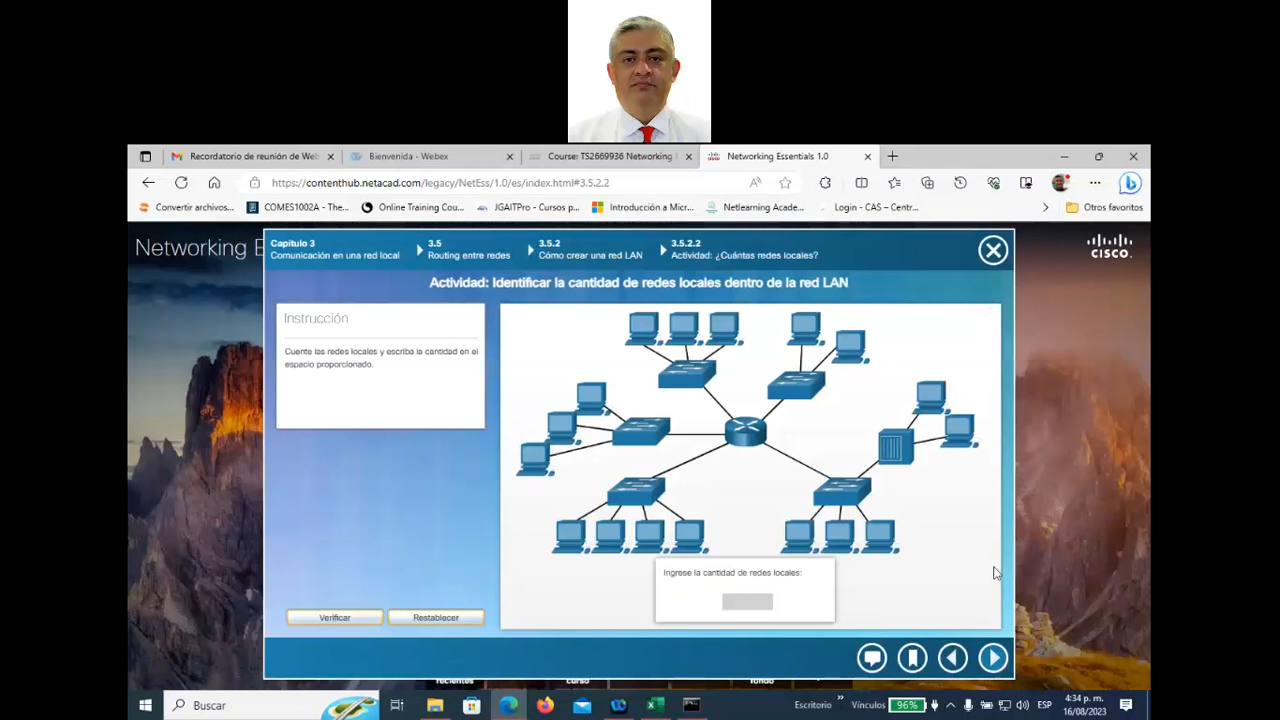 Recordatorio de reunión de Web
Bienvenida - Webex
Course: TS2669936 Networking
Networking Essentials 1.0
https://contenthub.netacad.com/legacy/NetEss/1.0/es/index.html#3.5.2.2
Convertir archivos...
COMES1002A - The...
Online Training Cou...
JGAITPro - Cursos p...
Introducción a Micr...
Netlearning Acade...
Login - CAS – Centr...
Otros favoritos
Networking E
CISCO.
Capítulo 3
Comunicación en una red local
3.5
Routing entre redes
3.5.2
Cómo crear una red LAN
3.5.2.2
Actividad: ¿Cuántas redes locales?
Actividad: Identificar la cantidad de redes locales dentro de la red LAN
Instrucción
Cuente las redes locales y escriba la cantidad en el
espacio proporcionado.
Ingrese la cantidad de redes locales:
Verificar
Restablecer
recientes
curso
fondo
Buscar
Escritorio
Vínculos
96%
ESP
4:34 p. m.
16/08/2023